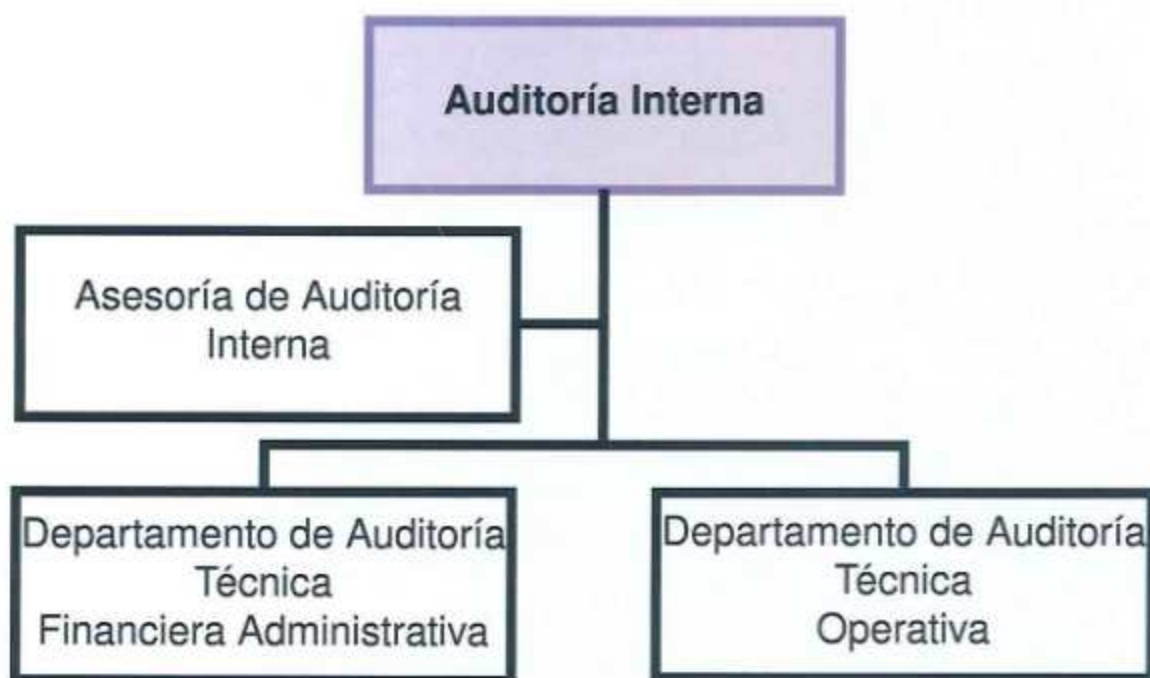 Auditoría Interna
Asesoría de Auditoría
Interna
Departamento de Auditoría
Técnica
Financiera Administrativa
Departamento de Auditoría
Técnica
Operativa